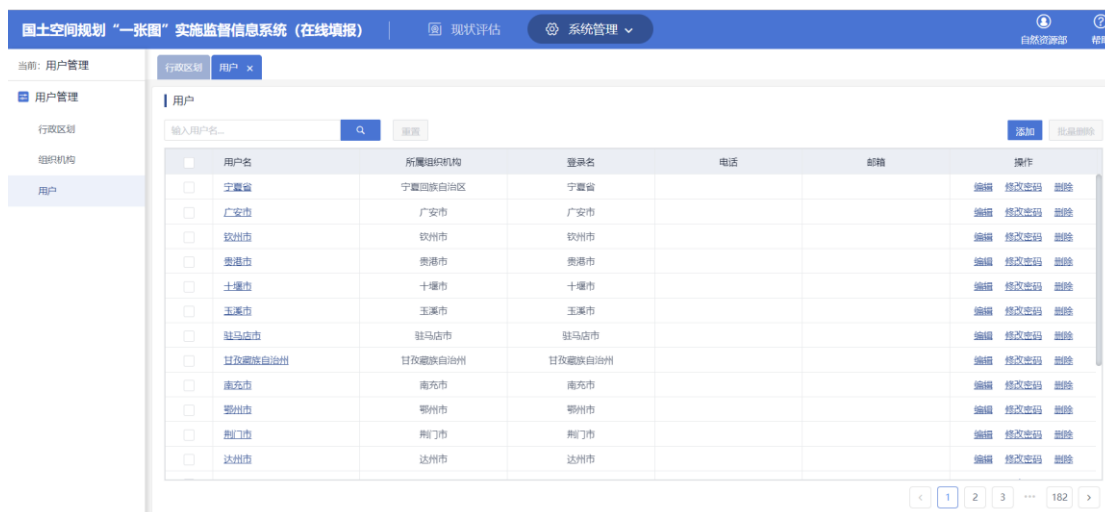 国土空间规划“一张图”实施监督信息系统（在线填报） 现状评估 系统管理 自然资源部 帮
当前: 用户管理 行政区划 用户 ×
用户管理
行政区划
组织机构
用户
用户
输入用户名... 重置 添加 批量删除
用户名 所属组织机构 登录名 电话 邮箱 操作
宁夏省 宁夏回族自治区 宁夏省 编辑 修改密码 删除
广安市 广安市 广安市 编辑 修改密码 删除
钦州市 钦州市 钦州市 编辑 修改密码 删除
贵港市 贵港市 贵港市 编辑 修改密码 删除
十堰市 十堰市 十堰市 编辑 修改密码 删除
玉溪市 玉溪市 玉溪市 编辑 修改密码 删除
驻马店市 驻马店市 驻马店市 编辑 修改密码 删除
甘孜藏族自治州 甘孜藏族自治州 甘孜藏族自治州 编辑 修改密码 删除
南充市 南充市 南充市 编辑 修改密码 删除
鄂州市 鄂州市 鄂州市 编辑 修改密码 删除
荆门市 荆门市 荆门市 编辑 修改密码 删除
达州市 达州市 达州市 编辑 修改密码 删除
< 1 2 3 ··· 182 >